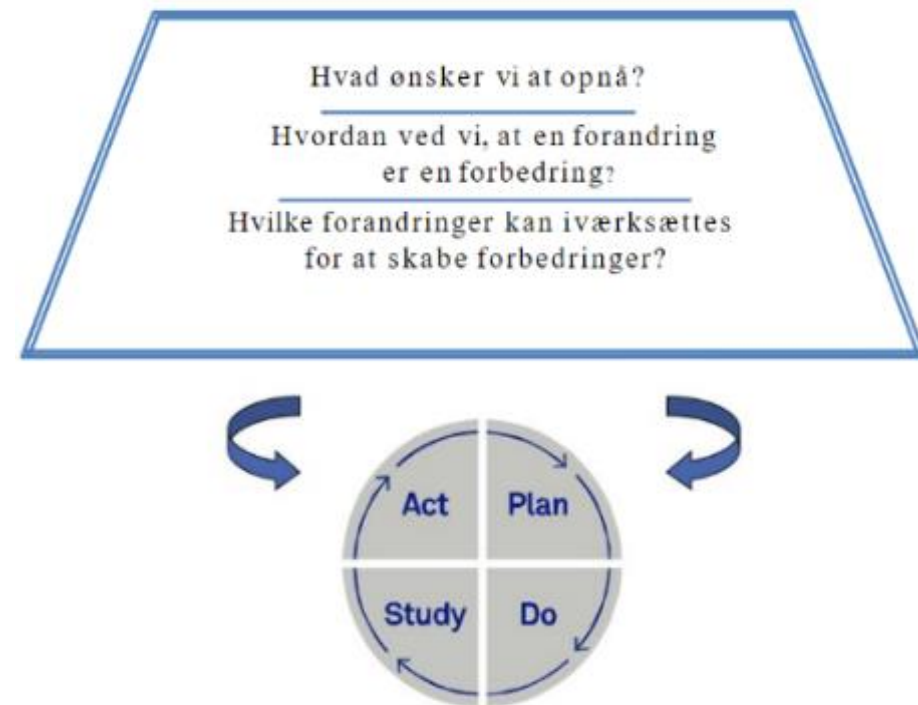 Hvad ønsker vi at opnå?
Hvordan ved vi, at en forandring
er en forbedring?
Hvilke forandringer kan iværksættes
for at skabe forbedringer?
Act Plan
Study Do